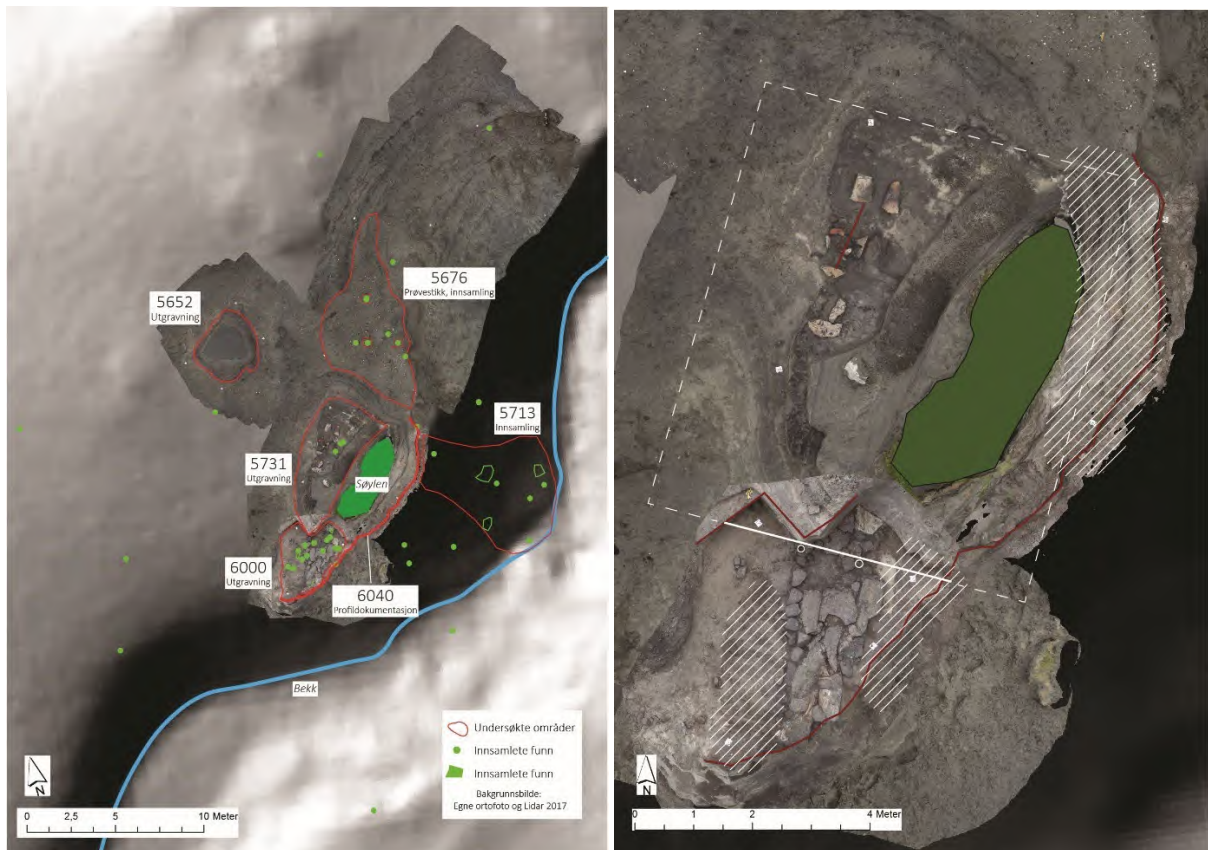 5676
Prøvestikk, innsamling
5652
Utgravning
5713
Innsamling
5731
Utgravning
Søylen
6000
Utgravning
6040
Profildokumentasjon
Bekk
Undersøkte områder
Innsamlete funn
Innsamlete funn
Bakgrunnsbilde:
Egne ortofoto og Lidar 2017
N
0 2,5 5 10 Meter
N
0 1 2 4 Meter